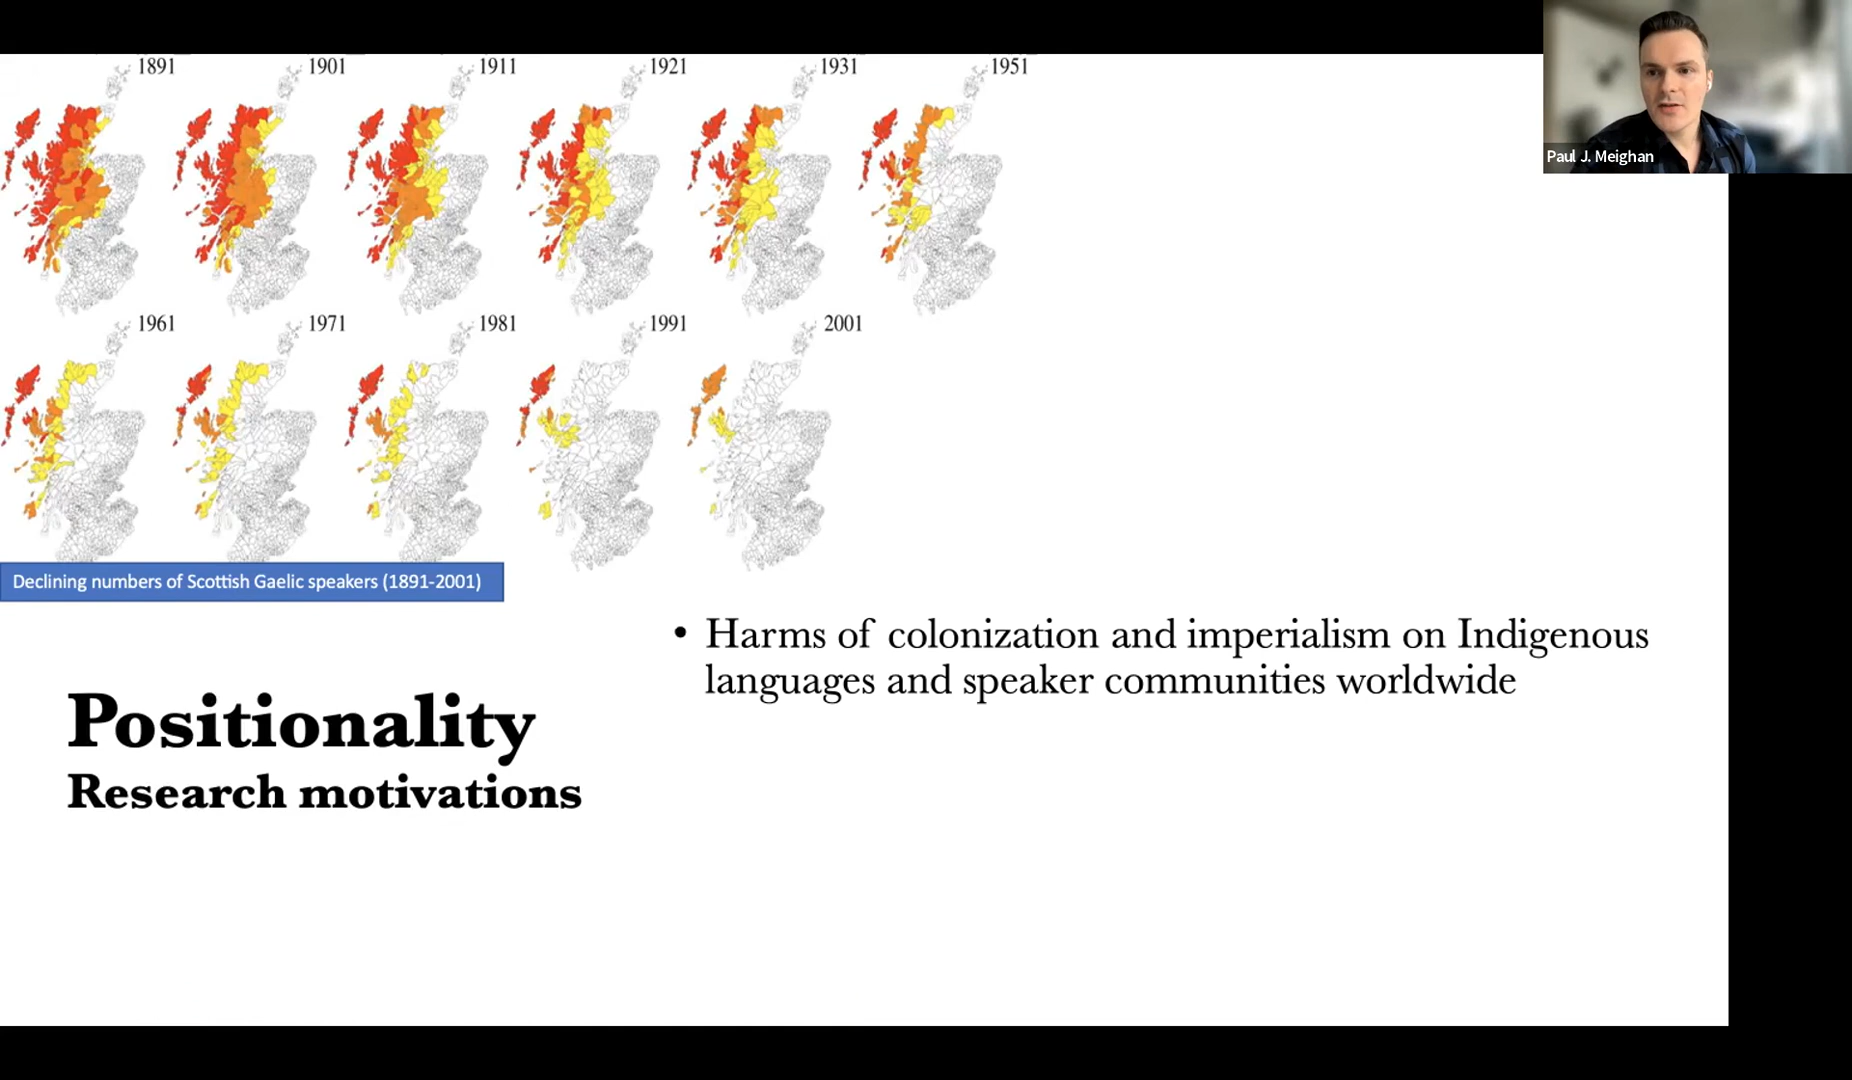 1891
1901
1911
1921
1931
1951
Paul J. Meighan
1961
1971
1981
1991
2001
Declining numbers of Scottish Gaelic speakers (1891-2001)
• Harms of colonization and imperialism on Indigenous
languages and speaker communities worldwide
Positionality
Research motivations